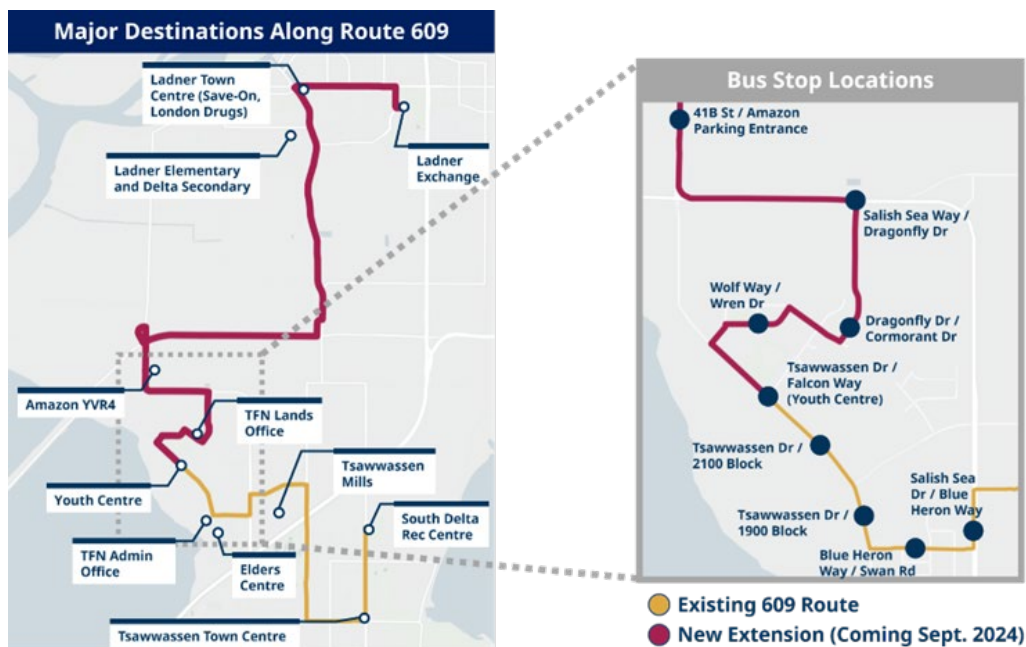 Major Destinations Along Route 609
Ladner Town
Centre (Save-On,
London Drugs)
Ladner Elementary
and Delta Secondary
Ladner
Exchange
Amazon YVR4
TFN Lands
Office
Tsawwassen
Mills
Youth Centre
South Delta
Rec Centre
TFN Admin
Office
Elders
Centre
Tsawwassen Town Centre
Bus Stop Locations
41B St / Amazon
Parking Entrance
Salish Sea Way /
Dragonfly Dr
Wolf Way /
Wren Dr
Dragonfly Dr /
Cormorant Dr
Tsawwassen Dr /
Falcon Way
(Youth Centre)
Tsawwassen Dr /
2100 Block
Salish Sea
Dr / Blue
Heron Way
Tsawwassen Dr /
1900 Block
Blue Heron
Way / Swan Rd
Existing 609 Route
New Extension (Coming Sept. 2024)